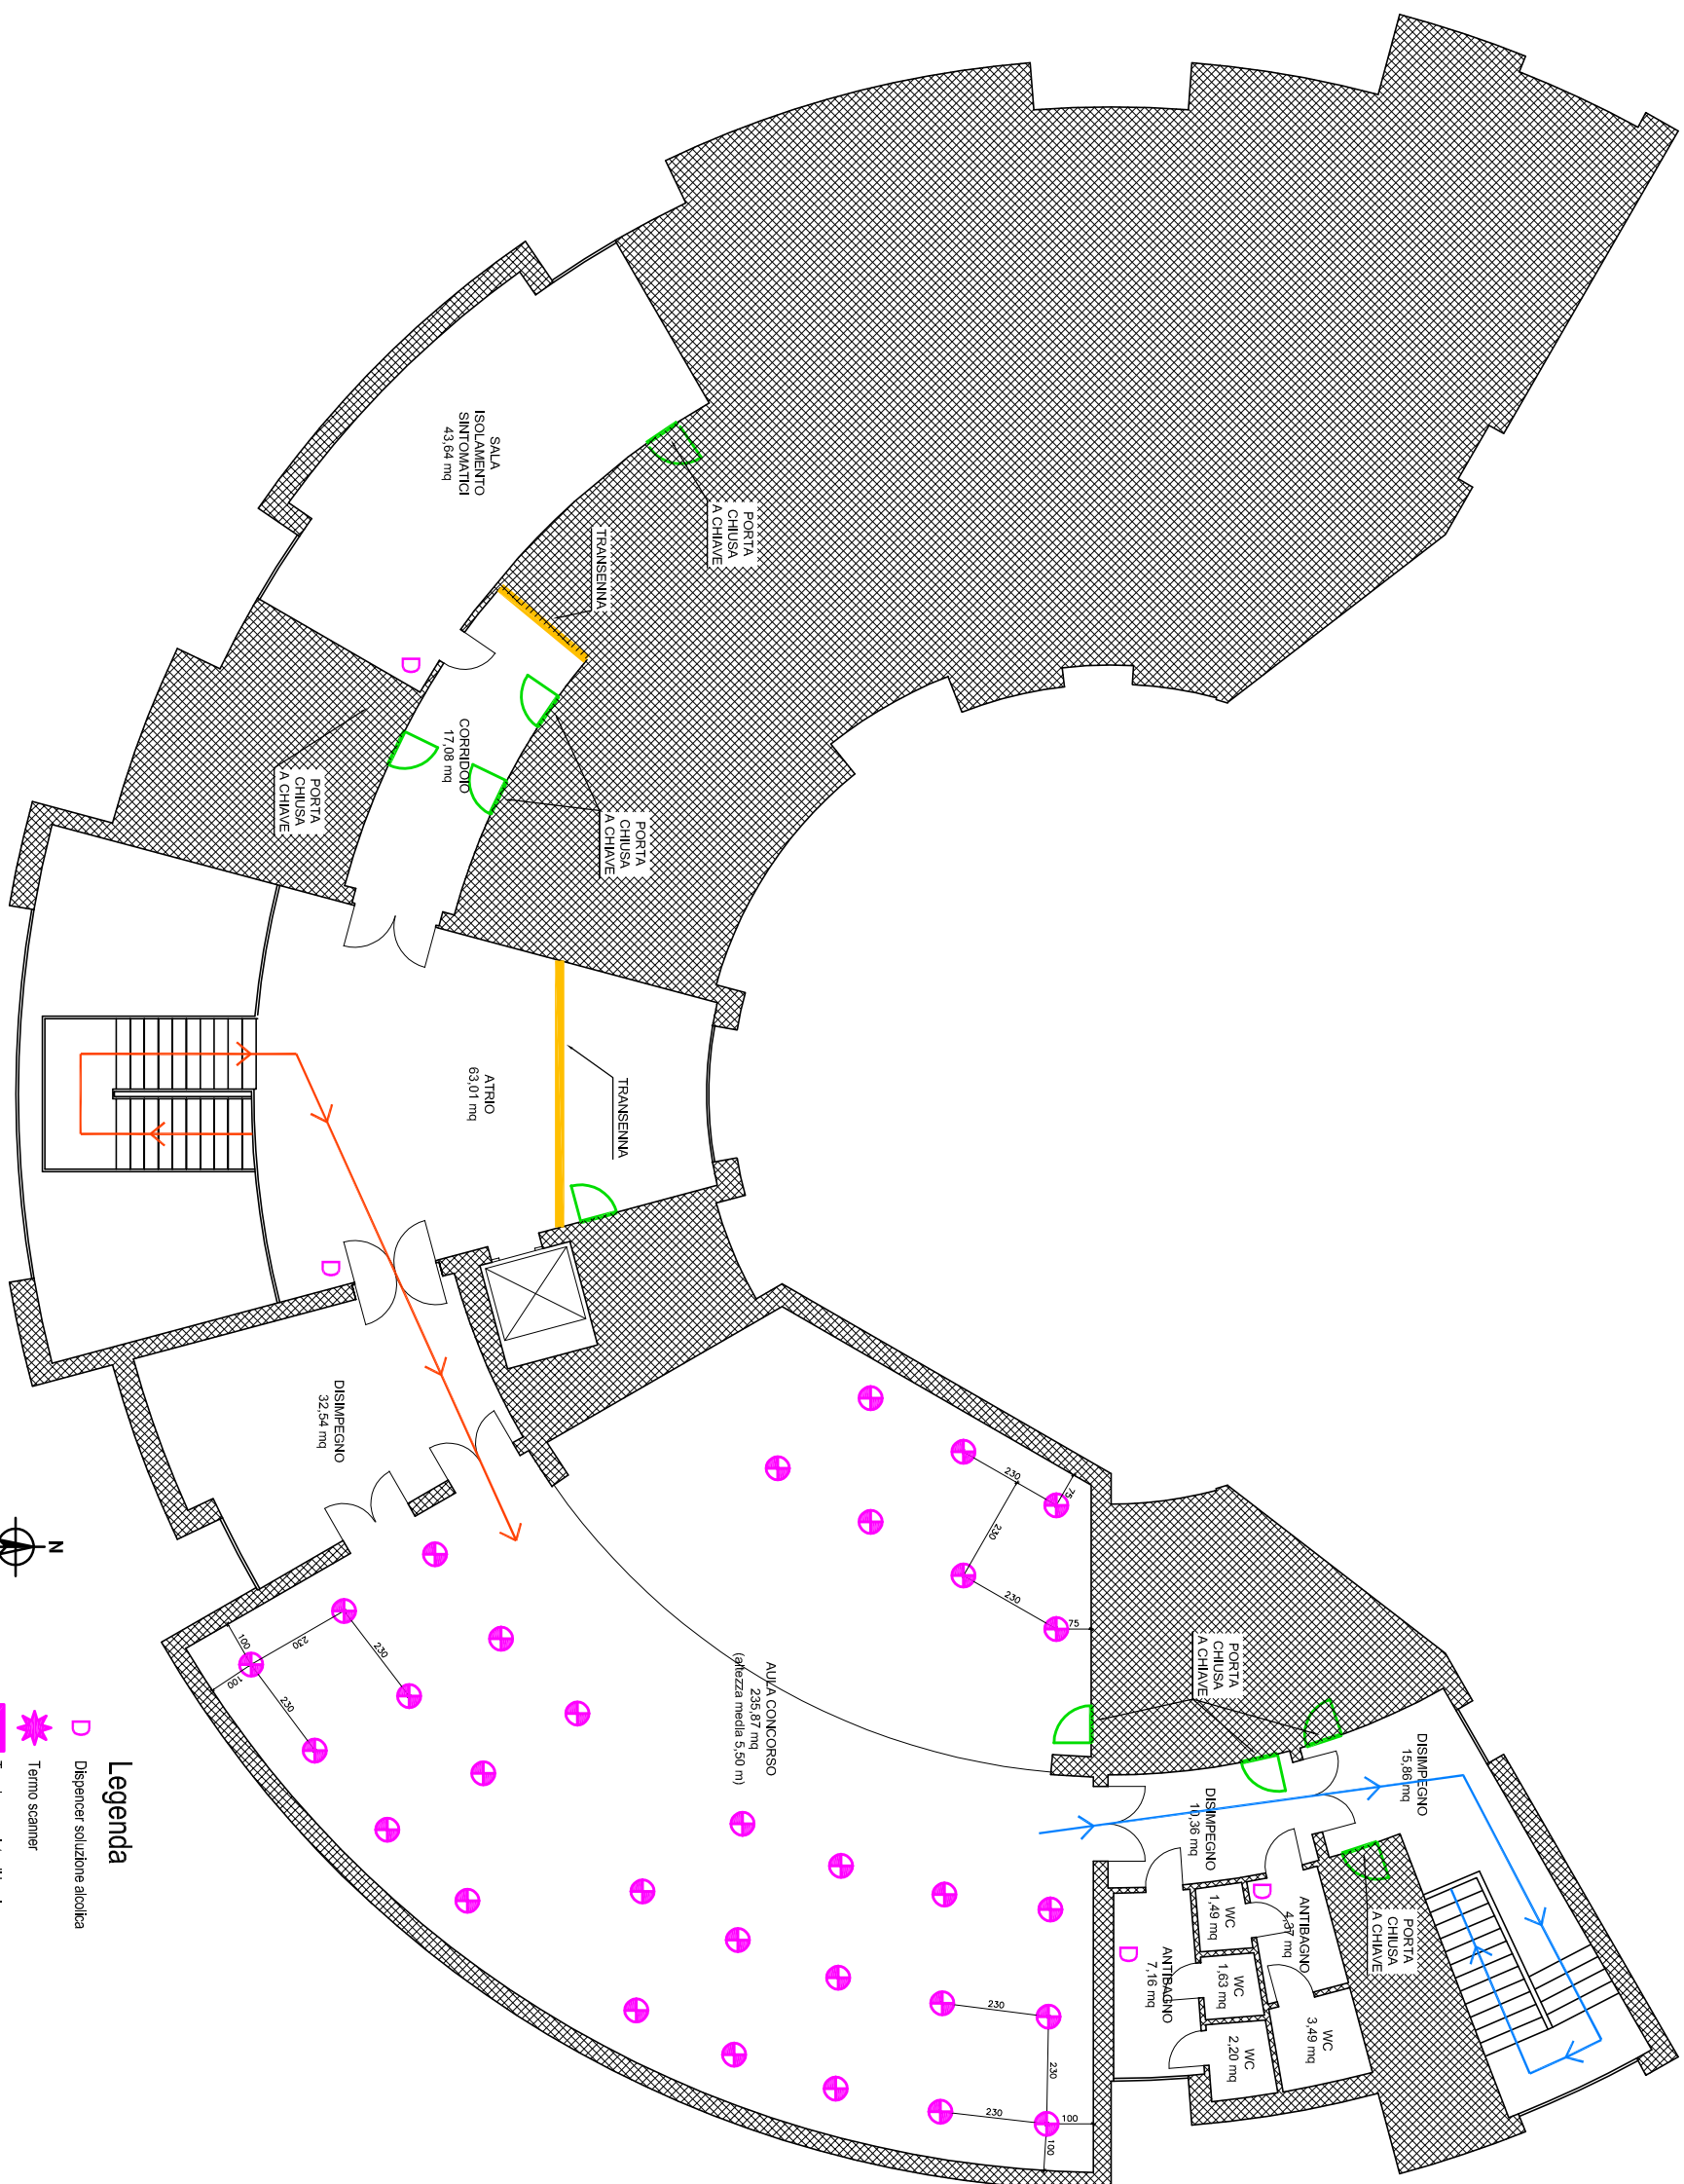 PORTA
CHIUSA
A CHIAVE
TRANSENNA
SALA
ISOLAMENTO
SINTOMATICI
43,64 mq
D
CORRIDOIO
17,08 mq
PORTA
CHIUSA
A CHIAVE
PORTA
CHIUSA
A CHIAVE
TRANSENNA
ATRIO
63,01 mq
D
DISIMPEGNO
32,54 mq
AULA CONCORSO
235,87 mq
(altezza media 5,50 m)
230
75
230
230
75
230
100
230
100
230
230
230
230
100
100
PORTA
CHIUSA
A CHIAVE
DISIMPEGNO
15,86 mq
DISIMPEGNO
10,36 mq
PORTA
CHIUSA
A CHIAVE
ANTIBAGNO
4,37 mq
D
WC
1,49 mq
WC
1,63 mq
WC
2,20 mq
WC
3,49 mq
ANTIBAGNO
7,16 mq
D
N
Legenda
D Dispencer soluzione alcolica
Termo scanner